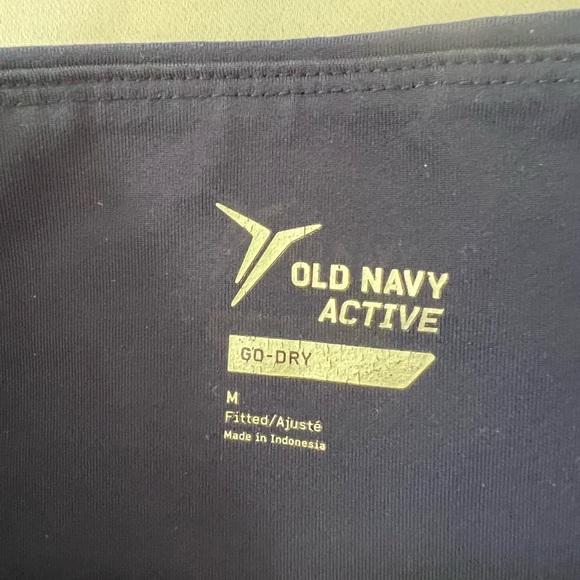 OLD NAVY
ACTIVE
GO-DRY
M
Fitted/Ajusté
Made in Indonesia